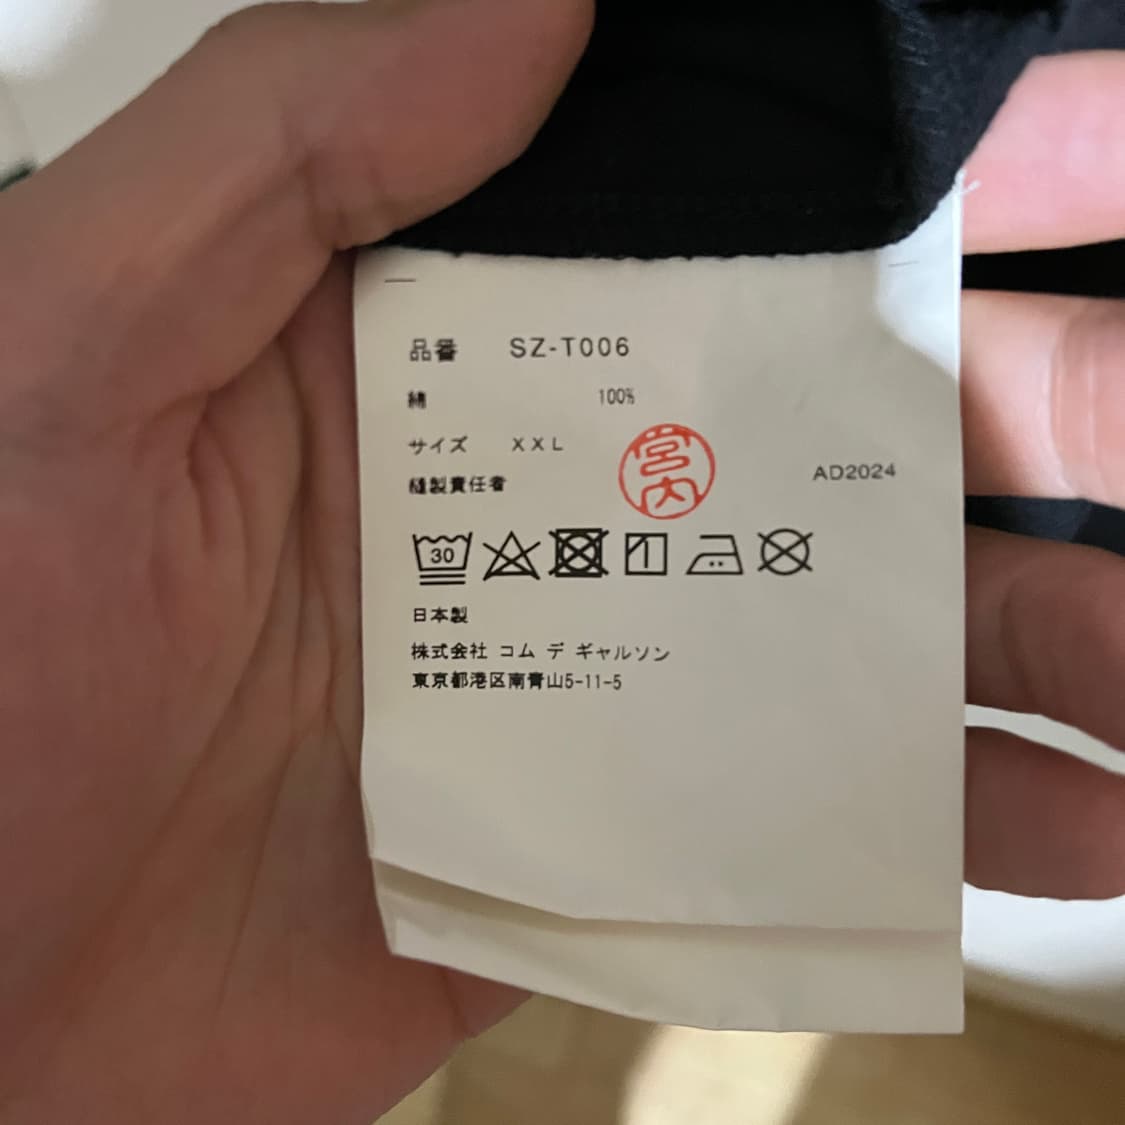 品番 SZ-T006
綿 100%
サイズ XXL
縫製責任者 宮内
AD2024
30
日本製
株式会社 コム デ ギャルソン
東京都港区南青山5-11-5